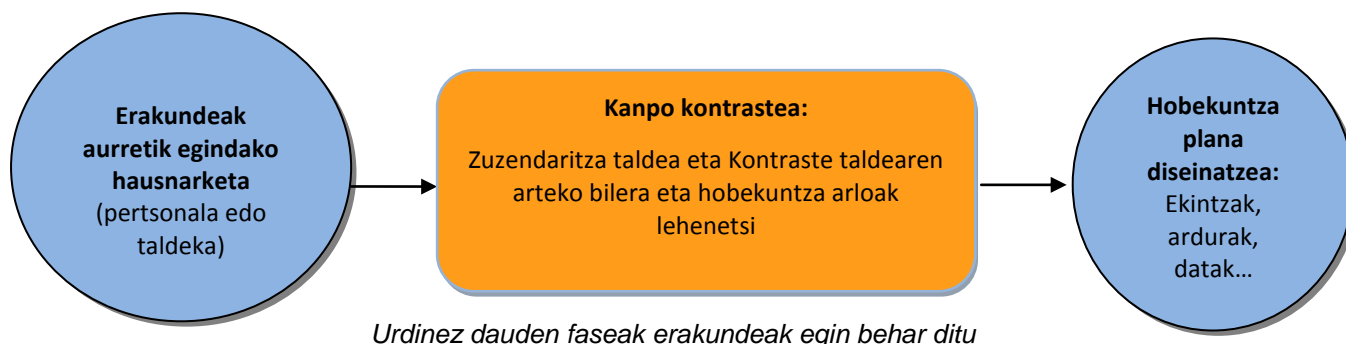 Erakundeak
aurretik egindako
hausnarketa
(pertsonala edo
taldeka)
Kanpo kontrastea:
Zuzendaritza taldea eta Kontraste taldearen
arteko bilera eta hobekuntza arloak
lehenetsi
Hobekuntza
plana
diseinatzea:
Ekintzak,
ardurak,
datak…
Urdinez dauden faseak erakundeak egin behar ditu